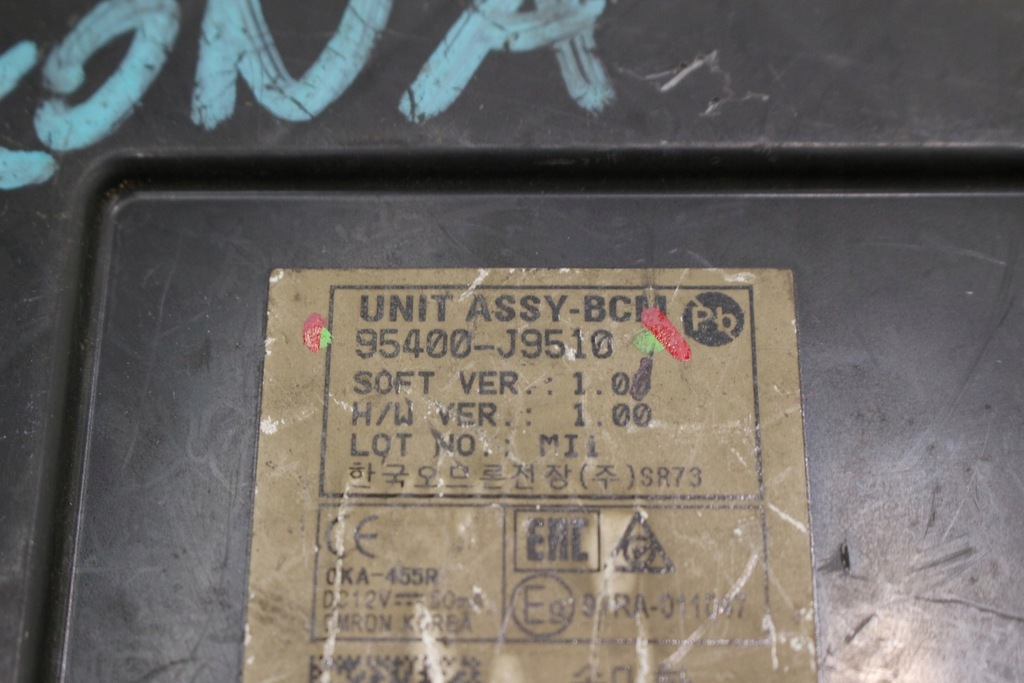 KONA
UNIT ASSY-BCM
Pb
95400-J9510
SOFT VER.: 1.00
H/W VER.: 1.00
LOT NO.: MI1
한국오므론전장(주)SR73
CE
EAC
OKA-455R
DC12V
OMRON KOREA